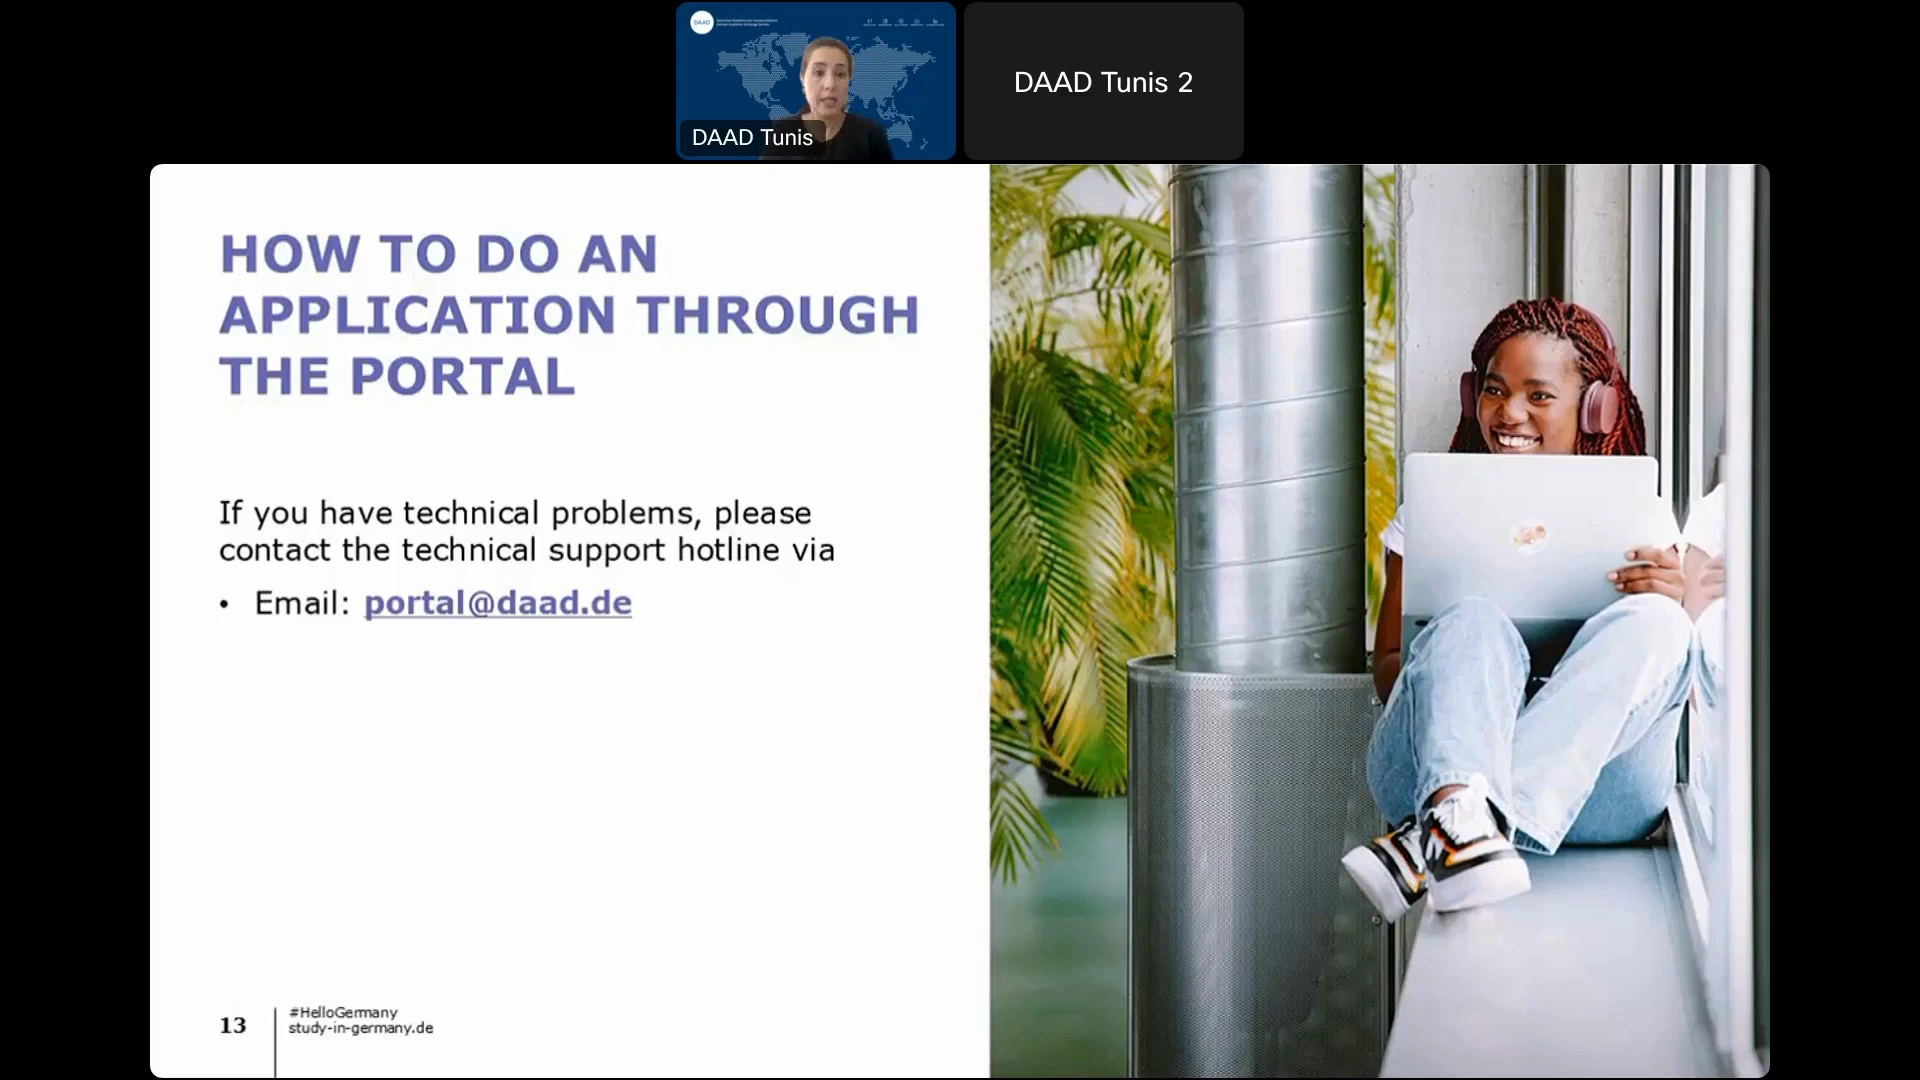 DAAD
DAAD Tunis
DAAD Tunis 2
HOW TO DO AN
APPLICATION THROUGH
THE PORTAL
If you have technical problems, please
contact the technical support hotline via
• Email: portal@daad.de
13
#HelloGermany
study-in-germany.de